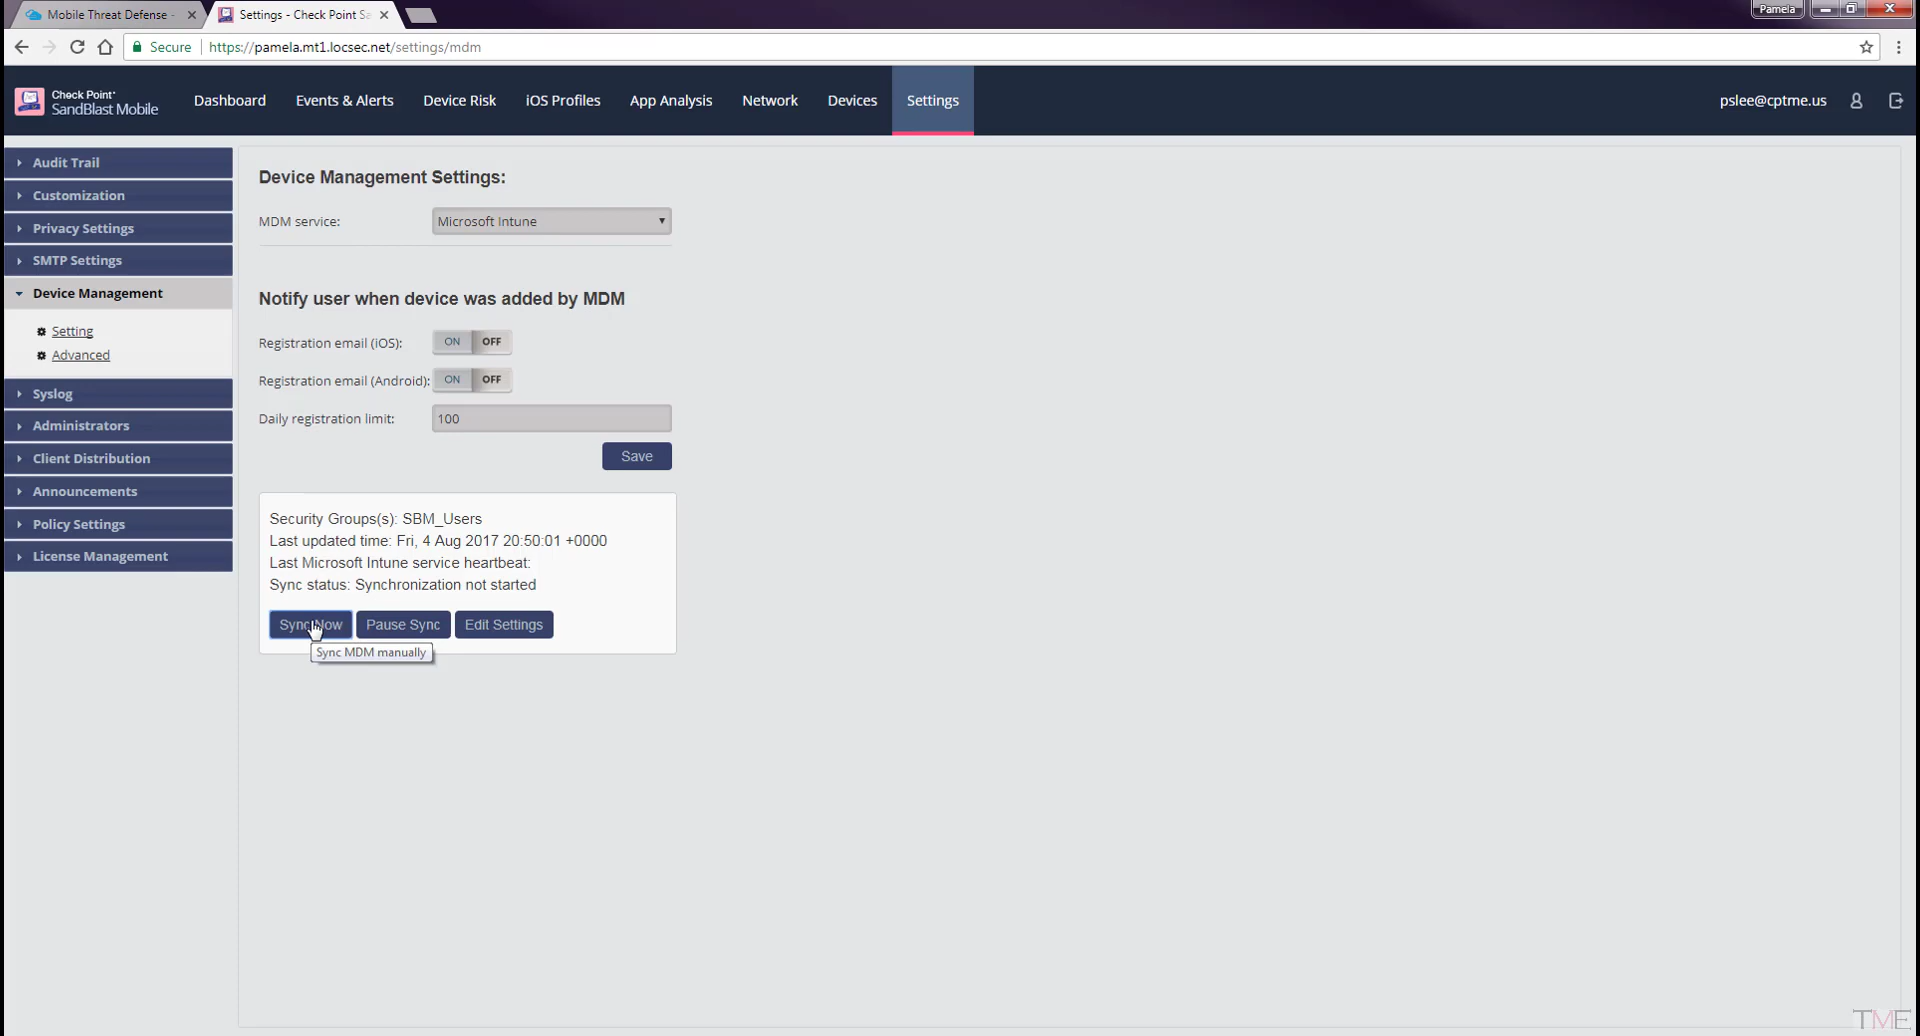 Mobile Threat Defense -
Settings - Check Point Sa
Pamela
Secure
https://pamela.mt1.locsec.net/settings/mdm
Check Point
SandBlast Mobile
Dashboard
Events & Alerts
Device Risk
iOS Profiles
App Analysis
Network
Devices
Settings
pslee@cptme.us
Audit Trail
Customization
Privacy Settings
SMTP Settings
Device Management
Setting
Advanced
Syslog
Administrators
Client Distribution
Announcements
Policy Settings
License Management
Device Management Settings:
MDM service:
Microsoft Intune
Notify user when device was added by MDM
Registration email (iOS):
ON OFF
Registration email (Android):
ON OFF
Daily registration limit:
100
Save
Security Groups(s): SBM_Users
Last updated time: Fri, 4 Aug 2017 20:50:01 +0000
Last Microsoft Intune service heartbeat:
Sync status: Synchronization not started
Sync Now
Pause Sync
Edit Settings
Sync MDM manually
TME